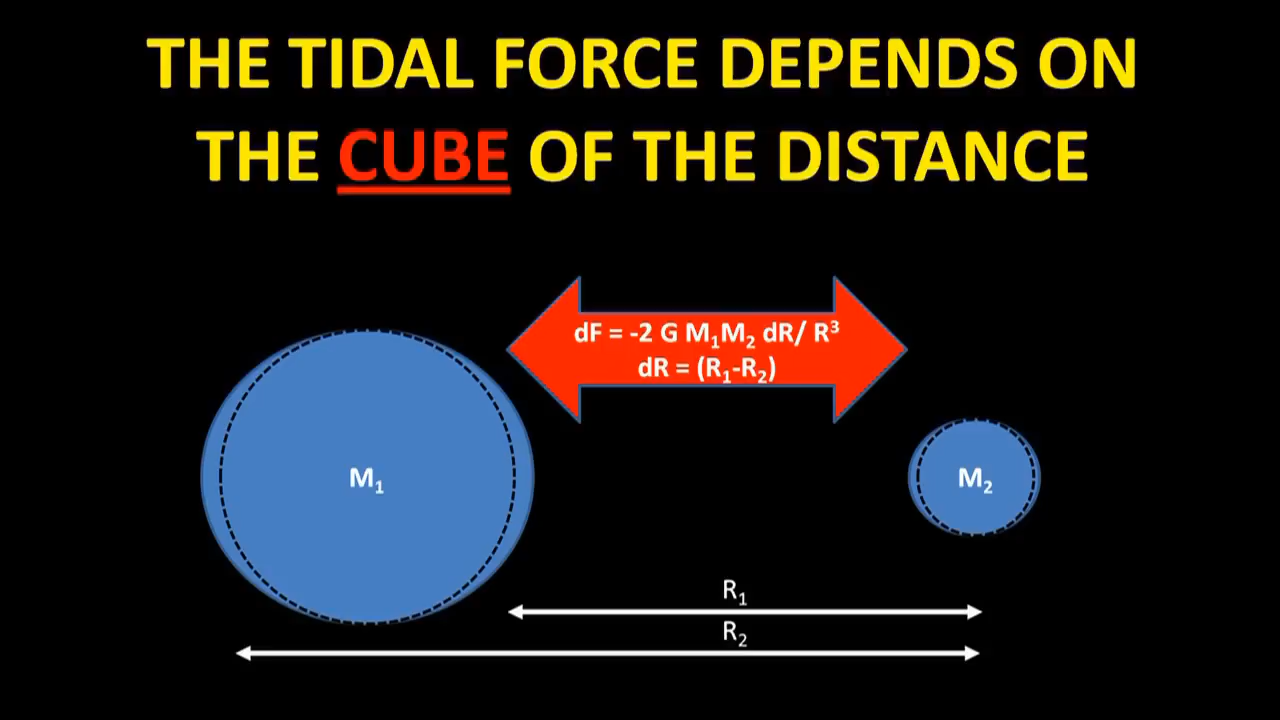 THE TIDAL FORCE DEPENDS ON
THE CUBE OF THE DISTANCE
dF = -2 G M₁M₂ dR/ R³
dR = (R₁-R₂)
M₁
M₂
R₁
R₂